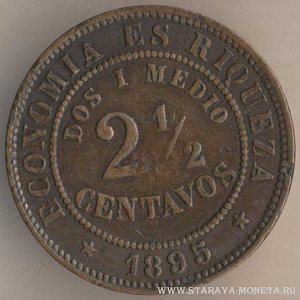 ECONOMIA ES RIQUEZA
DOS I MEDIO
2 1/2
CENTAVOS
* 1895 *
WWW.STARAYA-MONETA.RU